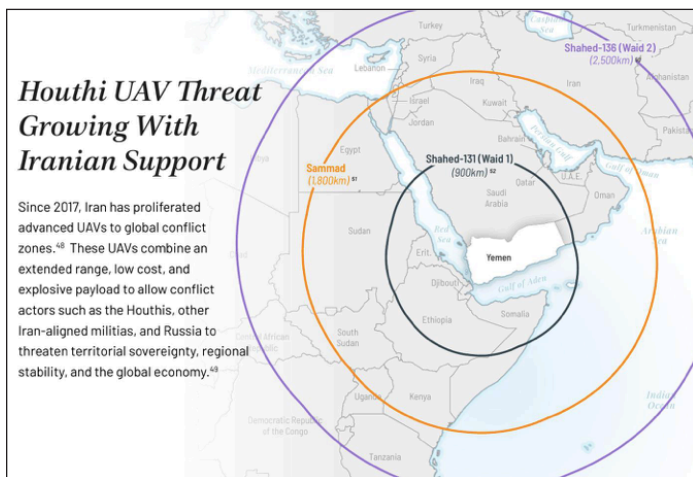 Houthi UAV Threat
Growing With
Iranian Support
Since 2017, Iran has proliferated
advanced UAVs to global conflict
zones.⁴⁸ These UAVs combine an
extended range, low cost, and
explosive payload to allow conflict
actors such as the Houthis, other
Iran-aligned militias, and Russia to
threaten territorial sovereignty, regional
stability, and the global economy.⁴⁹
Turkey
Caspian
Sea
Turkmenistan
Shahed-136 (Waid 2)
(2,500km)
Mediterranean Sea
Lebanon
Syria
Iraq
Iran
Afghanistan
Israel
Jordan
Kuwait
Pakistan
Egypt
Bahrain
Persian Gulf
Gulf of Oman
Sammad
(1,800km) ⁵¹
Shahed-131 (Waid 1)
(900km) ⁵²
Qatar
U.A.E.
Saudi
Arabia
Oman
Sudan
Red
Sea
Arabian
Sea
Yemen
Erit.
Djibouti
Gulf of Aden
Ethiopia
Somalia
South
Sudan
Central African
Uganda
Kenya
Indian
Ocean
Democratic Republic
of the Congo
Tanzania